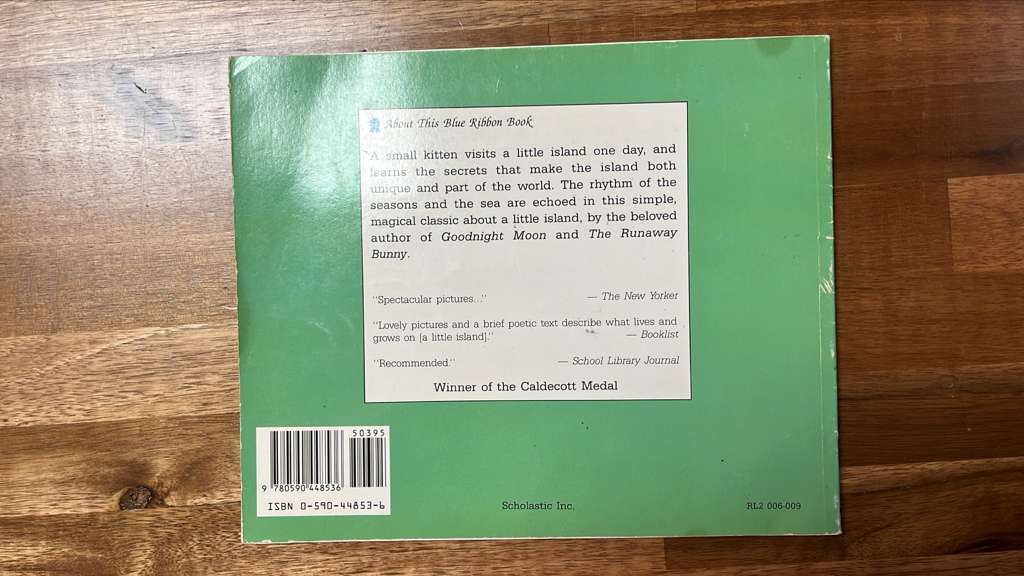 About This Blue Ribbon Book
A small kitten visits a little island one day, and
learns the secrets that make the island both
unique and part of the world. The rhythm of the
seasons and the sea are echoed in this simple,
magical classic about a little island, by the beloved
author of Goodnight Moon and The Runaway
Bunny.
"Spectacular pictures..." — The New Yorker
"Lovely pictures and a brief poetic text describe what lives and
grows on [a little island]." — Booklist
"Recommended." — School Library Journal
Winner of the Caldecott Medal
50395
9 780590 448536
ISBN 0-590-44853-6
Scholastic Inc.
RL2 006-009